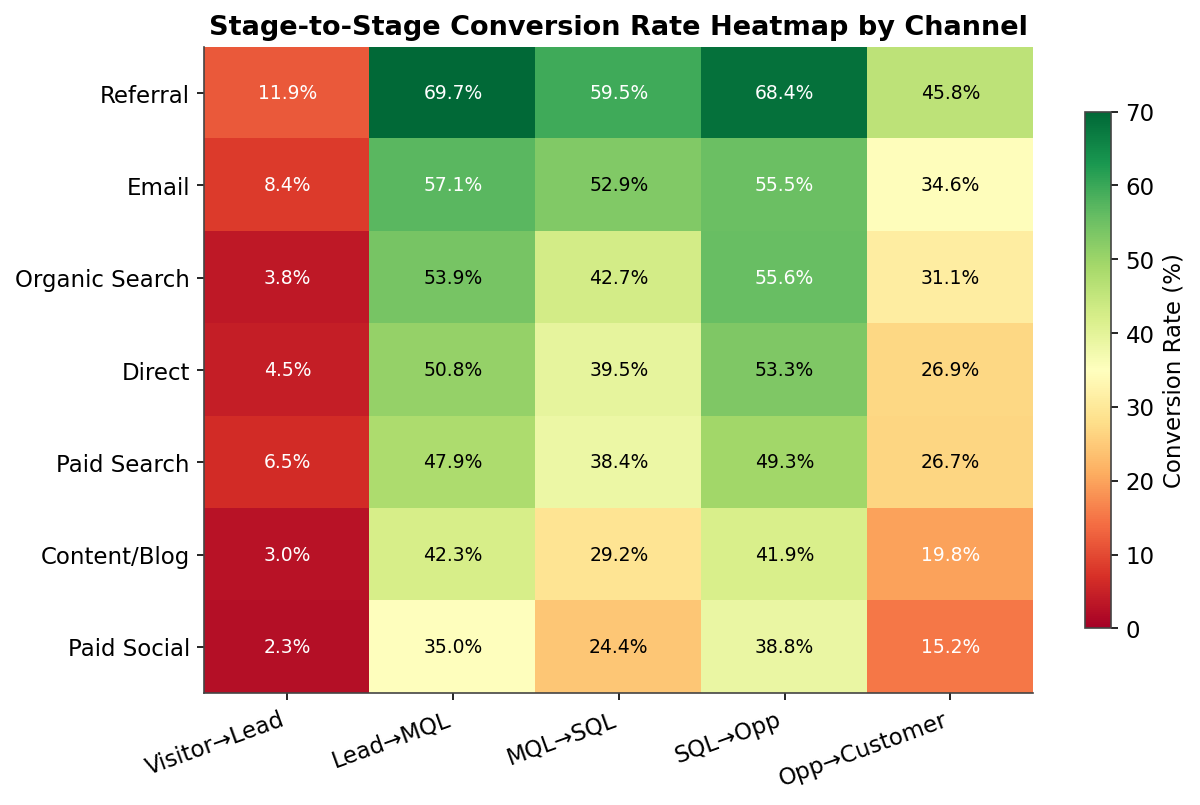 Stage-to-Stage Conversion Rate Heatmap by Channel
Referral 11.9% 69.7% 59.5% 68.4% 45.8%
Email 8.4% 57.1% 52.9% 55.5% 34.6%
Organic Search 3.8% 53.9% 42.7% 55.6% 31.1%
Direct 4.5% 50.8% 39.5% 53.3% 26.9%
Paid Search 6.5% 47.9% 38.4% 49.3% 26.7%
Content/Blog 3.0% 42.3% 29.2% 41.9% 19.8%
Paid Social 2.3% 35.0% 24.4% 38.8% 15.2%
Visitor→Lead Lead→MQL MQL→SQL SQL→Opp Opp→Customer
70
60
50
40
30
20
10
0
Conversion Rate (%)